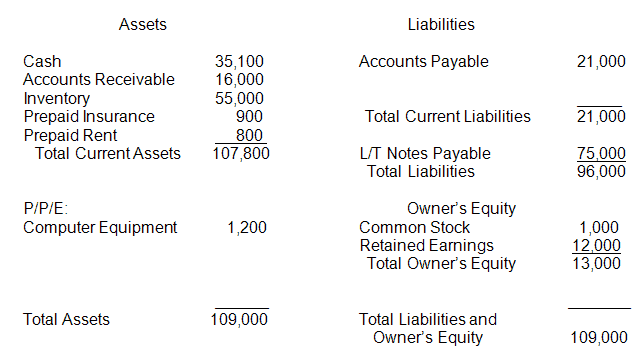 Assets
Cash 35,100
Accounts Receivable 16,000
Inventory 55,000
Prepaid Insurance 900
Prepaid Rent 800
Total Current Assets 107,800
P/P/E:
Computer Equipment 1,200
Total Assets 109,000
Liabilities
Accounts Payable 21,000
Total Current Liabilities 21,000
L/T Notes Payable 75,000
Total Liabilities 96,000
Owner's Equity
Common Stock 1,000
Retained Earnings 12,000
Total Owner's Equity 13,000
Total Liabilities and
Owner's Equity 109,000